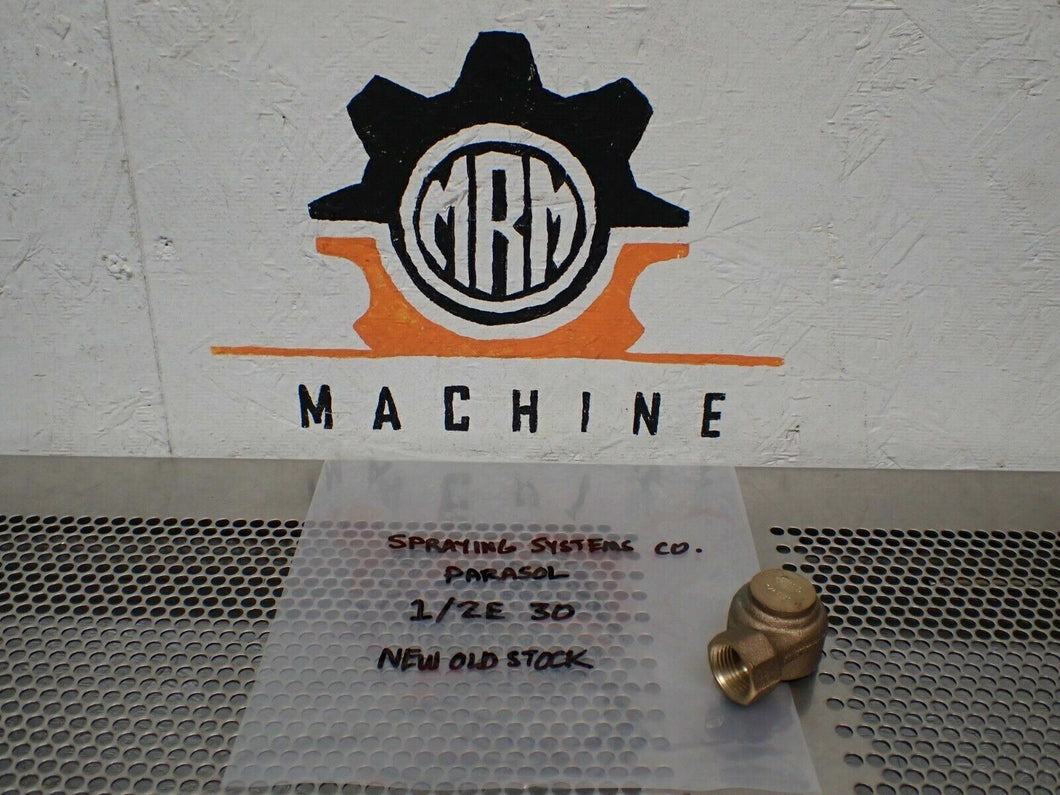 MRM
MACHINE
SPRAYING SYSTEMS CO.
PARASOL
1/2E 30
NEW OLD STOCK